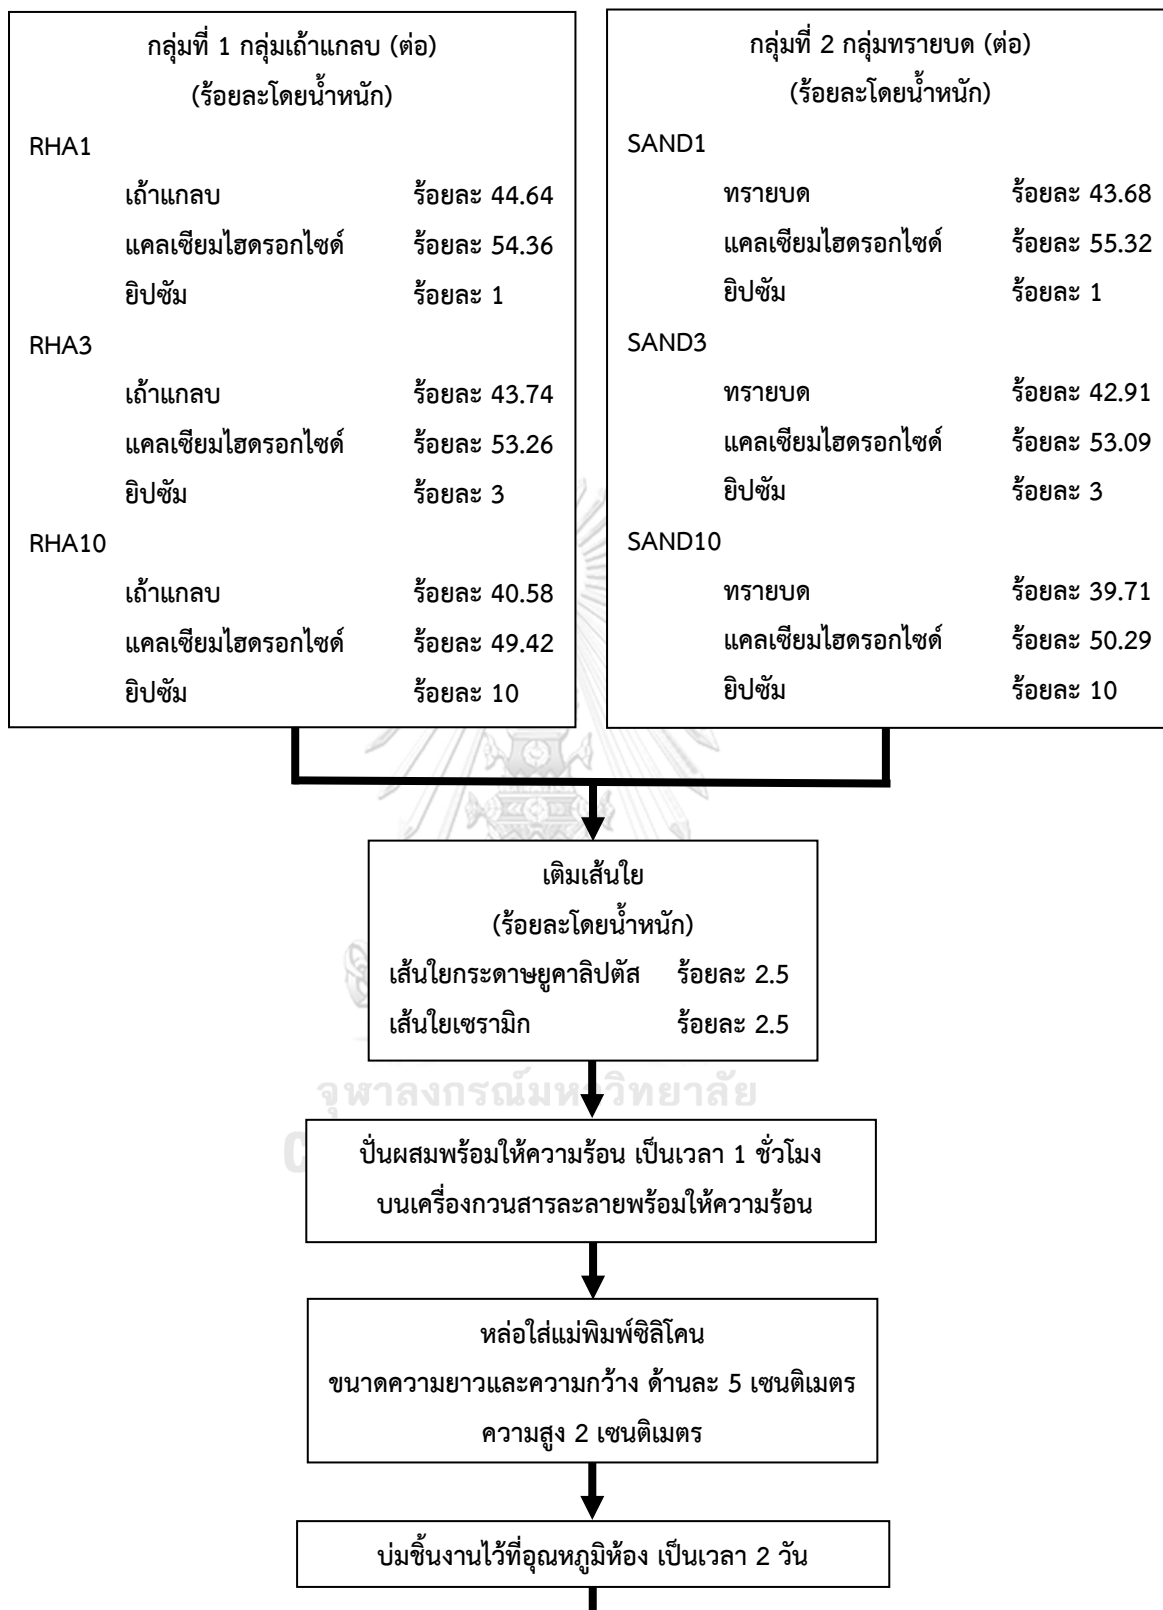 กลุ่มที่ 1 กลุ่มเถ้าแกลบ (ต่อ)
(ร้อยละโดยน้ำหนัก)
RHA1
เถ้าแกลบ ร้อยละ 44.64
แคลเซียมไฮดรอกไซด์ ร้อยละ 54.36
ยิปซัม ร้อยละ 1
RHA3
เถ้าแกลบ ร้อยละ 43.74
แคลเซียมไฮดรอกไซด์ ร้อยละ 53.26
ยิปซัม ร้อยละ 3
RHA10
เถ้าแกลบ ร้อยละ 40.58
แคลเซียมไฮดรอกไซด์ ร้อยละ 49.42
ยิปซัม ร้อยละ 10
กลุ่มที่ 2 กลุ่มทรายบด (ต่อ)
(ร้อยละโดยน้ำหนัก)
SAND1
ทรายบด ร้อยละ 43.68
แคลเซียมไฮดรอกไซด์ ร้อยละ 55.32
ยิปซัม ร้อยละ 1
SAND3
ทรายบด ร้อยละ 42.91
แคลเซียมไฮดรอกไซด์ ร้อยละ 53.09
ยิปซัม ร้อยละ 3
SAND10
ทรายบด ร้อยละ 39.71
แคลเซียมไฮดรอกไซด์ ร้อยละ 50.29
ยิปซัม ร้อยละ 10
เติมเส้นใย
(ร้อยละโดยน้ำหนัก)
เส้นใยกระดาษยูคาลิปตัส ร้อยละ 2.5
เส้นใยเซรามิก ร้อยละ 2.5
จุฬาลงกรณ์มหาวิทยาลัย
ปั่นผสมพร้อมให้ความร้อน เป็นเวลา 1 ชั่วโมง
บนเครื่องกวนสารละลายพร้อมให้ความร้อน
หล่อใส่แม่พิมพ์ซิลิโคน
ขนาดความยาวและความกว้าง ด้านละ 5 เซนติเมตร
ความสูง 2 เซนติเมตร
บ่มชิ้นงานไว้ที่อุณหภูมิห้อง เป็นเวลา 2 วัน